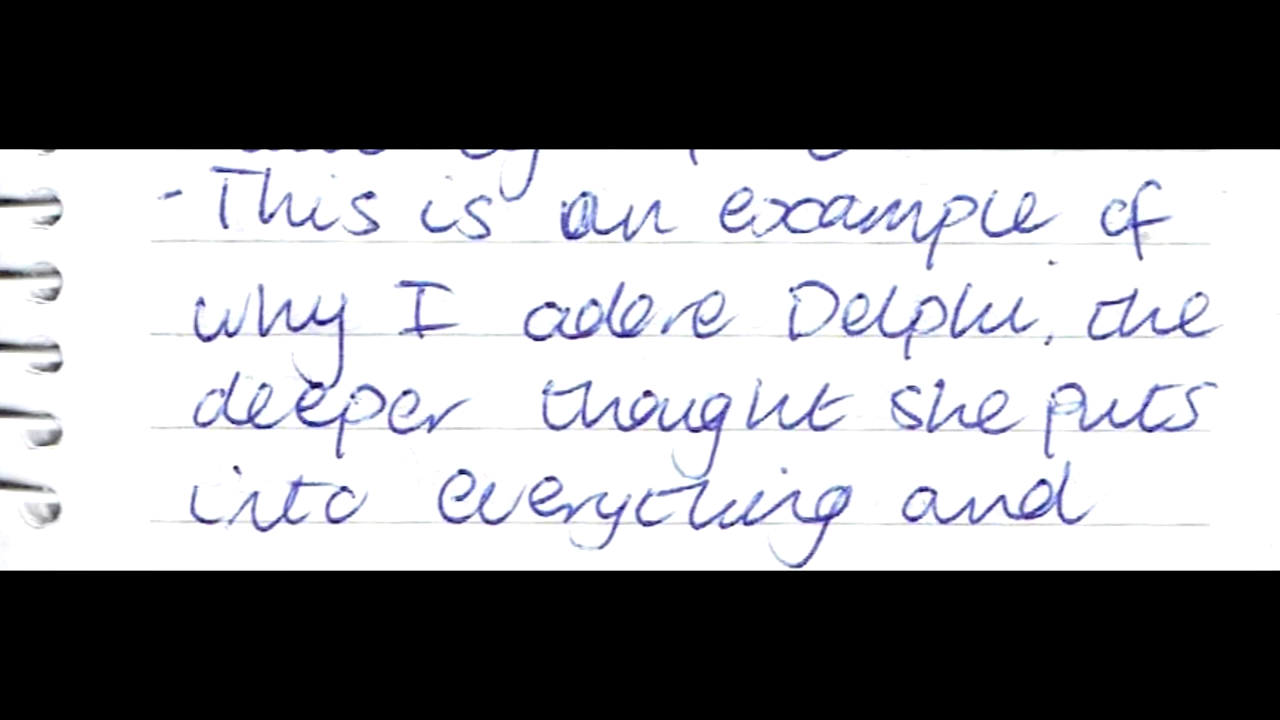 - This is an example of
why I adore Delphi, the
deeper thought she puts
into everything and